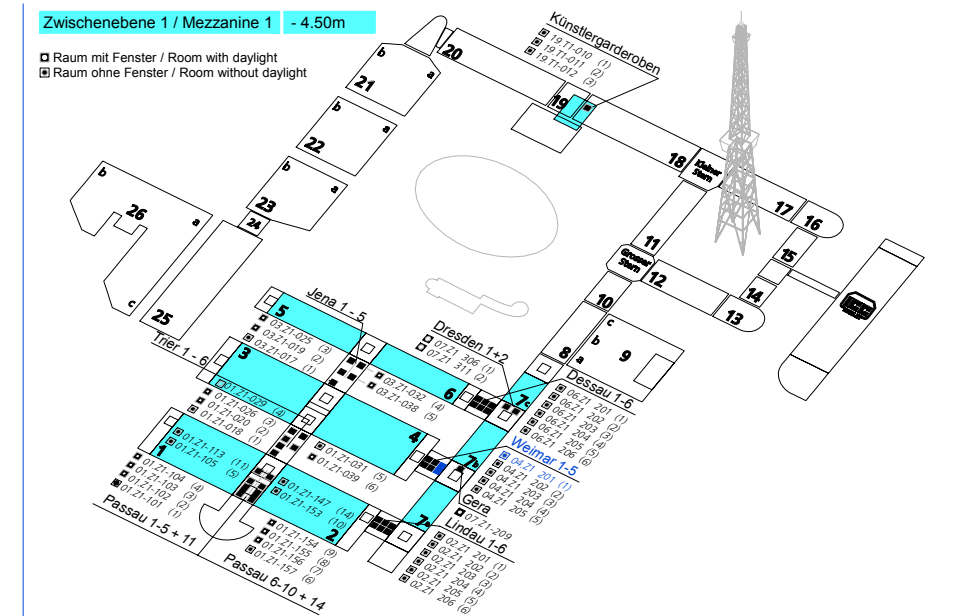 Zwischenebene 1 / Mezzanine 1 - 4.50m
Raum mit Fenster / Room with daylight
Raum ohne Fenster / Room without daylight
Künstlergarderoben
19 T1-010 (1)
19 T1-011 (2)
19 T1-012 (3)
20
b
a
21
b
a
22
b
a
23
24
b
a
26
c
25
19
18
Kleiner
Stern
17
16
15
14
13
12
11
Grosser
Stern
10
c
b
a
9
8
Jena 1 - 5
03.Z1-025 (3)
03.Z1-019 (2)
03.Z1-017 (1)
03.Z1-032 (4)
03.Z1-038 (5)
5
6
Dresden 1+2
07.Z1 306 (1)
07.Z1 311 (2)
7c
Trier 1 - 6
3
01.Z1-029 (4)
01.Z1-026 (3)
01.Z1-020 (2)
01.Z1-018 (1)
01.Z1-031 (5)
01.Z1-039 (6)
4
Dessau 1-6
06.Z1 201 (1)
06.Z1 202 (2)
06.Z1 203 (3)
06.Z1 204 (4)
06.Z1 205 (5)
06.Z1 206 (6)
Weimar 1-5
04.Z1 201 (1)
04.Z1 202 (2)
04.Z1 203 (3)
04.Z1 204 (4)
04.Z1 205 (5)
7b
Gera
07.Z1-209
1
01.Z1-113 (11)
01.Z1-105 (5)
01.Z1-104 (4)
01.Z1-103 (3)
01.Z1-102 (2)
01.Z1-101 (1)
Passau 1-5 + 11
01.Z1-147 (14)
01.Z1-153 (10)
2
01.Z1-154 (9)
01.Z1-155 (8)
01.Z1-156 (7)
01.Z1-157 (6)
Passau 6-10 + 14
7a
Lindau 1-6
02.Z1 201 (1)
02.Z1 202 (2)
02.Z1 203 (3)
02.Z1 204 (4)
02.Z1 205 (5)
02.Z1 206 (6)